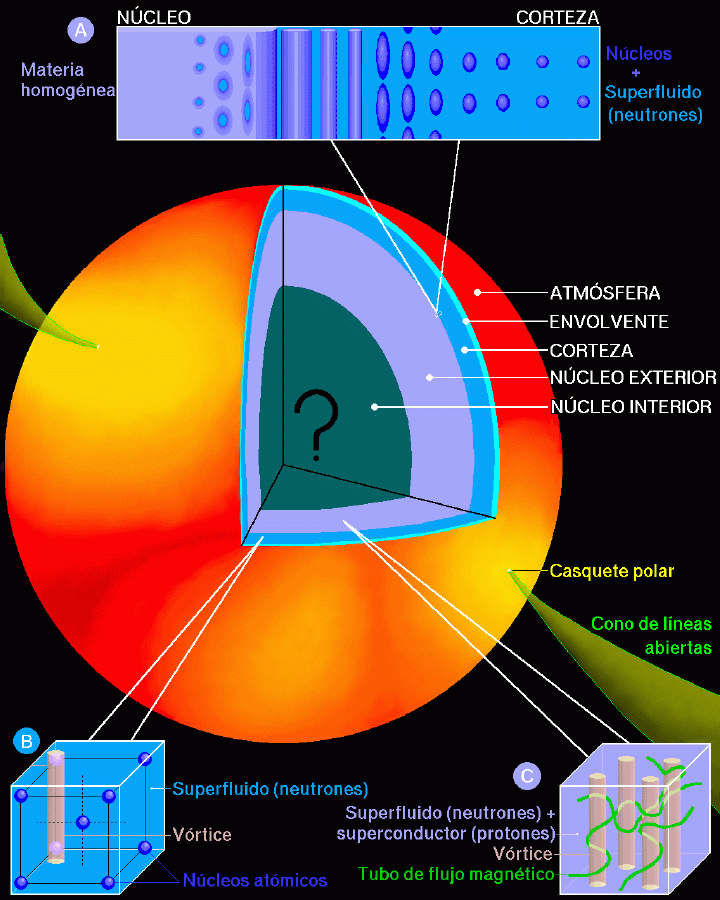 A
NÚCLEO
CORTEZA
Materia
homogénea
Núcleos
+
Superfluido
(neutrones)
ATMÓSFERA
ENVOLVENTE
CORTEZA
NÚCLEO EXTERIOR
NÚCLEO INTERIOR
?
Casquete polar
Cono de líneas
abiertas
B
Superfluido (neutrones)
Vórtice
Núcleos atómicos
C
Superfluido (neutrones) +
superconductor (protones)
Vórtice
Tubo de flujo magnético